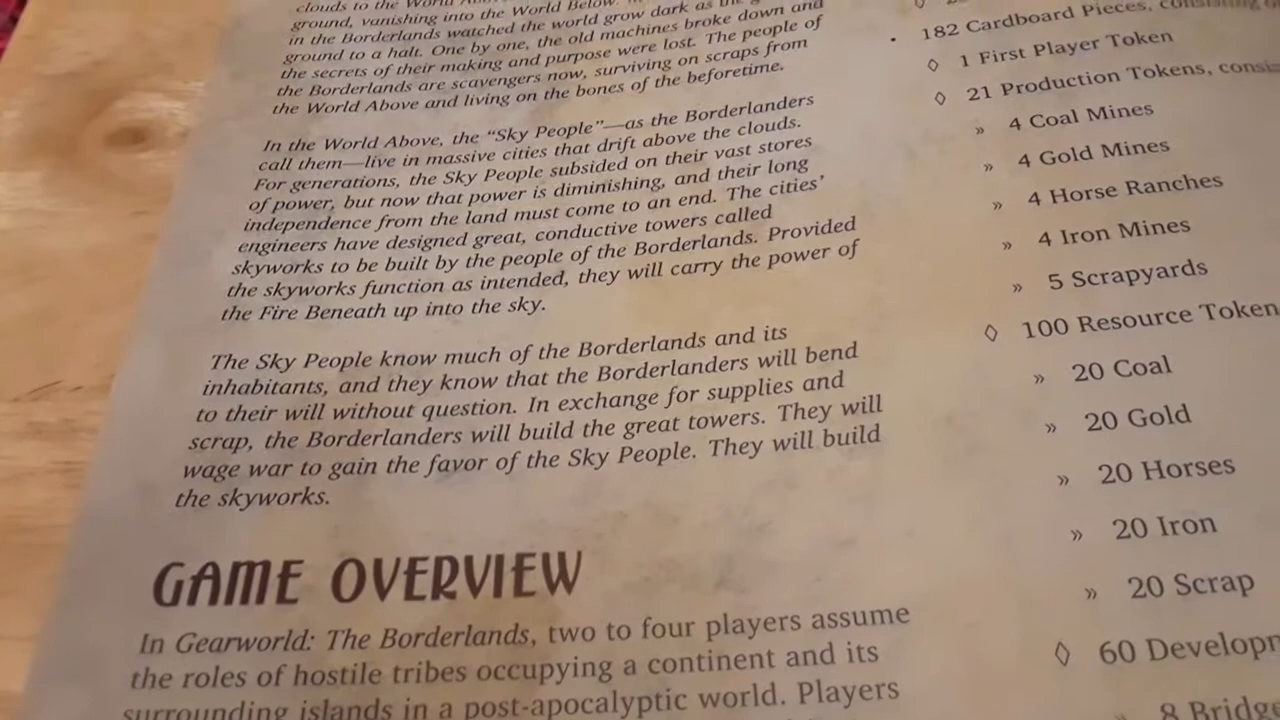 clouds to the World
ground, vanishing into the World Below.
in the Borderlands watched the world grow dark as the
ground to a halt. One by one, the old machines broke down and
the secrets of their making and purpose were lost. The people of
the Borderlands are scavengers now, surviving on scraps from
the World Above and living on the bones of the beforetime.
In the World Above, the “Sky People”—as the Borderlanders
call them—live in massive cities that drift above the clouds.
For generations, the Sky People subsided on their vast stores
of power, but now that power is diminishing, and their long
independence from the land must come to an end. The cities’
engineers have designed great, conductive towers called
skyworks to be built by the people of the Borderlands. Provided
the skyworks function as intended, they will carry the power of
the Fire Beneath up into the sky.
The Sky People know much of the Borderlands and its
inhabitants, and they know that the Borderlanders will bend
to their will without question. In exchange for supplies and
scrap, the Borderlanders will build the great towers. They will
wage war to gain the favor of the Sky People. They will build
the skyworks.
GAME OVERVIEW
In Gearworld: The Borderlands, two to four players assume
the roles of hostile tribes occupying a continent and its
surrounding islands in a post-apocalyptic world. Players
• 182 Cardboard Pieces, consisting
◊ 1 First Player Token
◊ 21 Production Tokens, consis
» 4 Coal Mines
» 4 Gold Mines
» 4 Horse Ranches
» 4 Iron Mines
» 5 Scrapyards
◊ 100 Resource Token
» 20 Coal
» 20 Gold
» 20 Horses
» 20 Iron
» 20 Scrap
◊ 60 Developm
» 8 Bridge